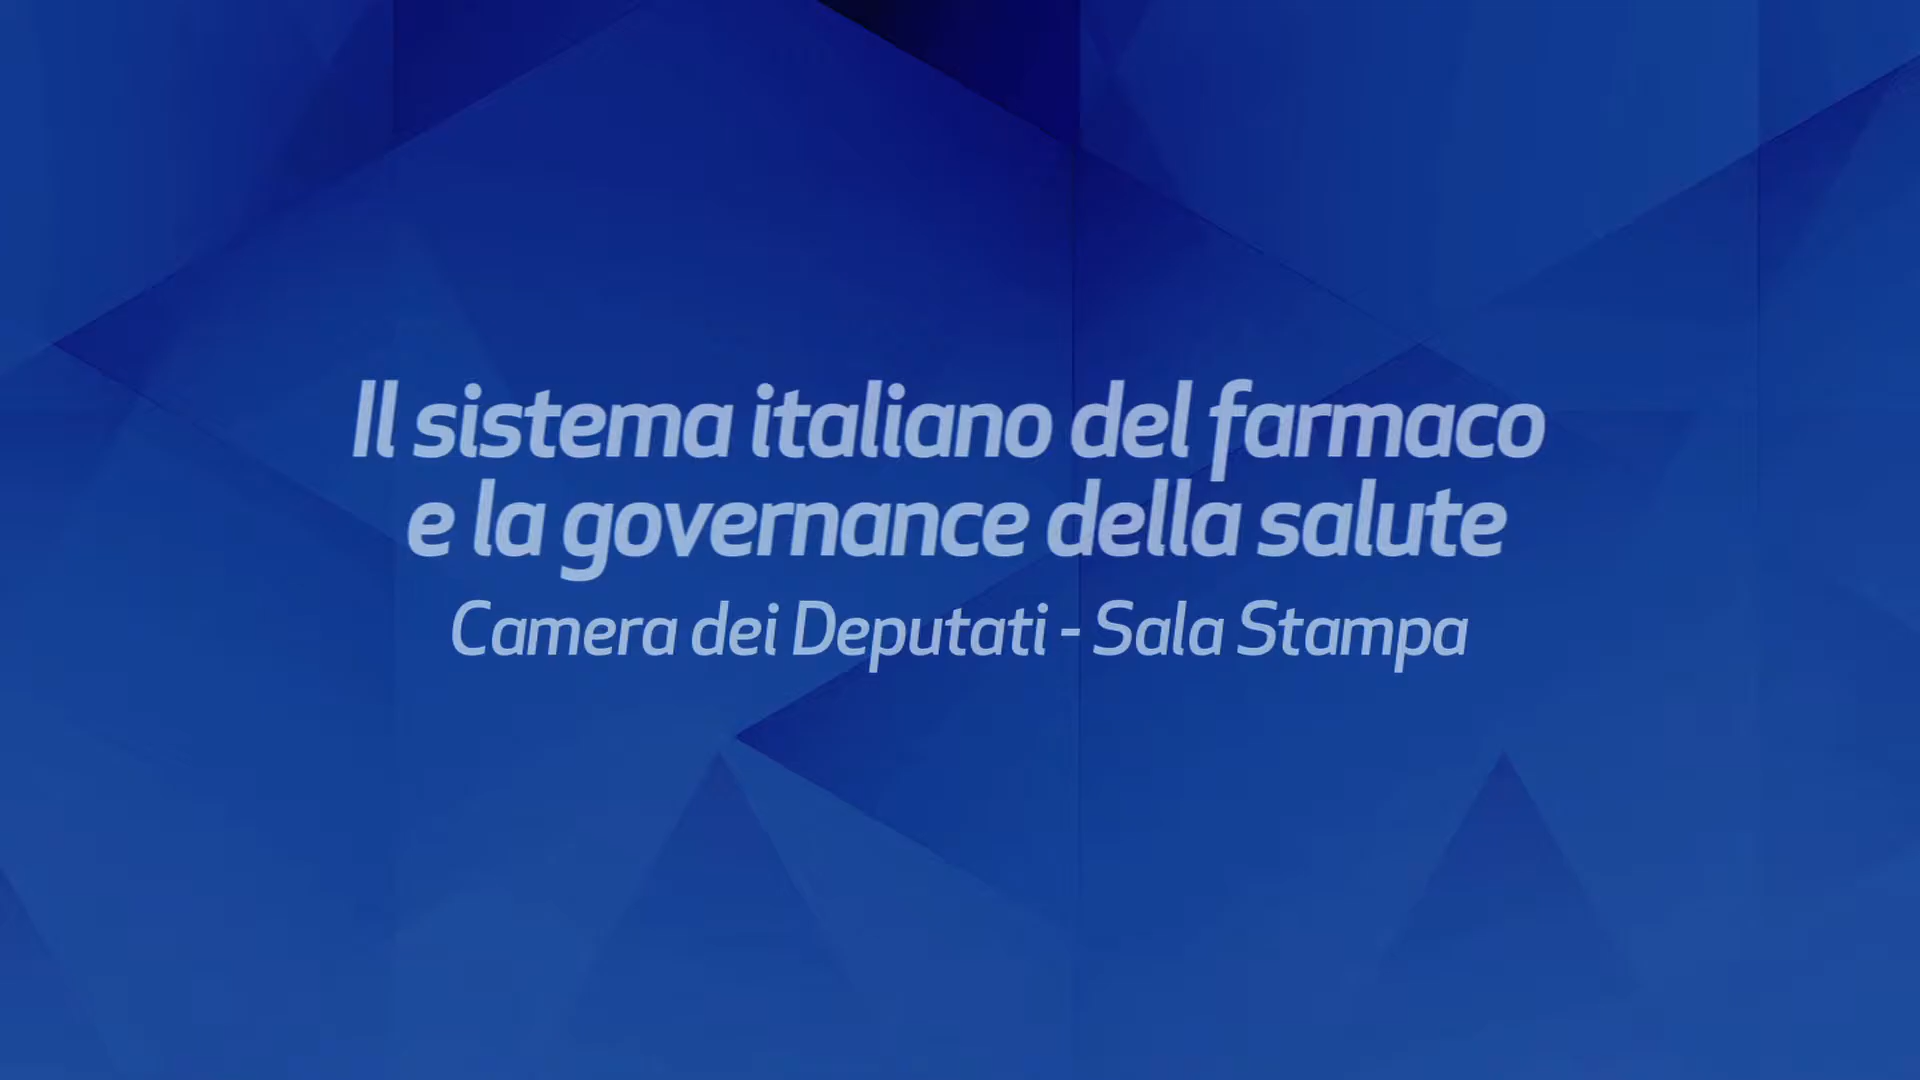 Il sistema italiano del farmaco
e la governance della salute
Camera dei Deputati - Sala Stampa